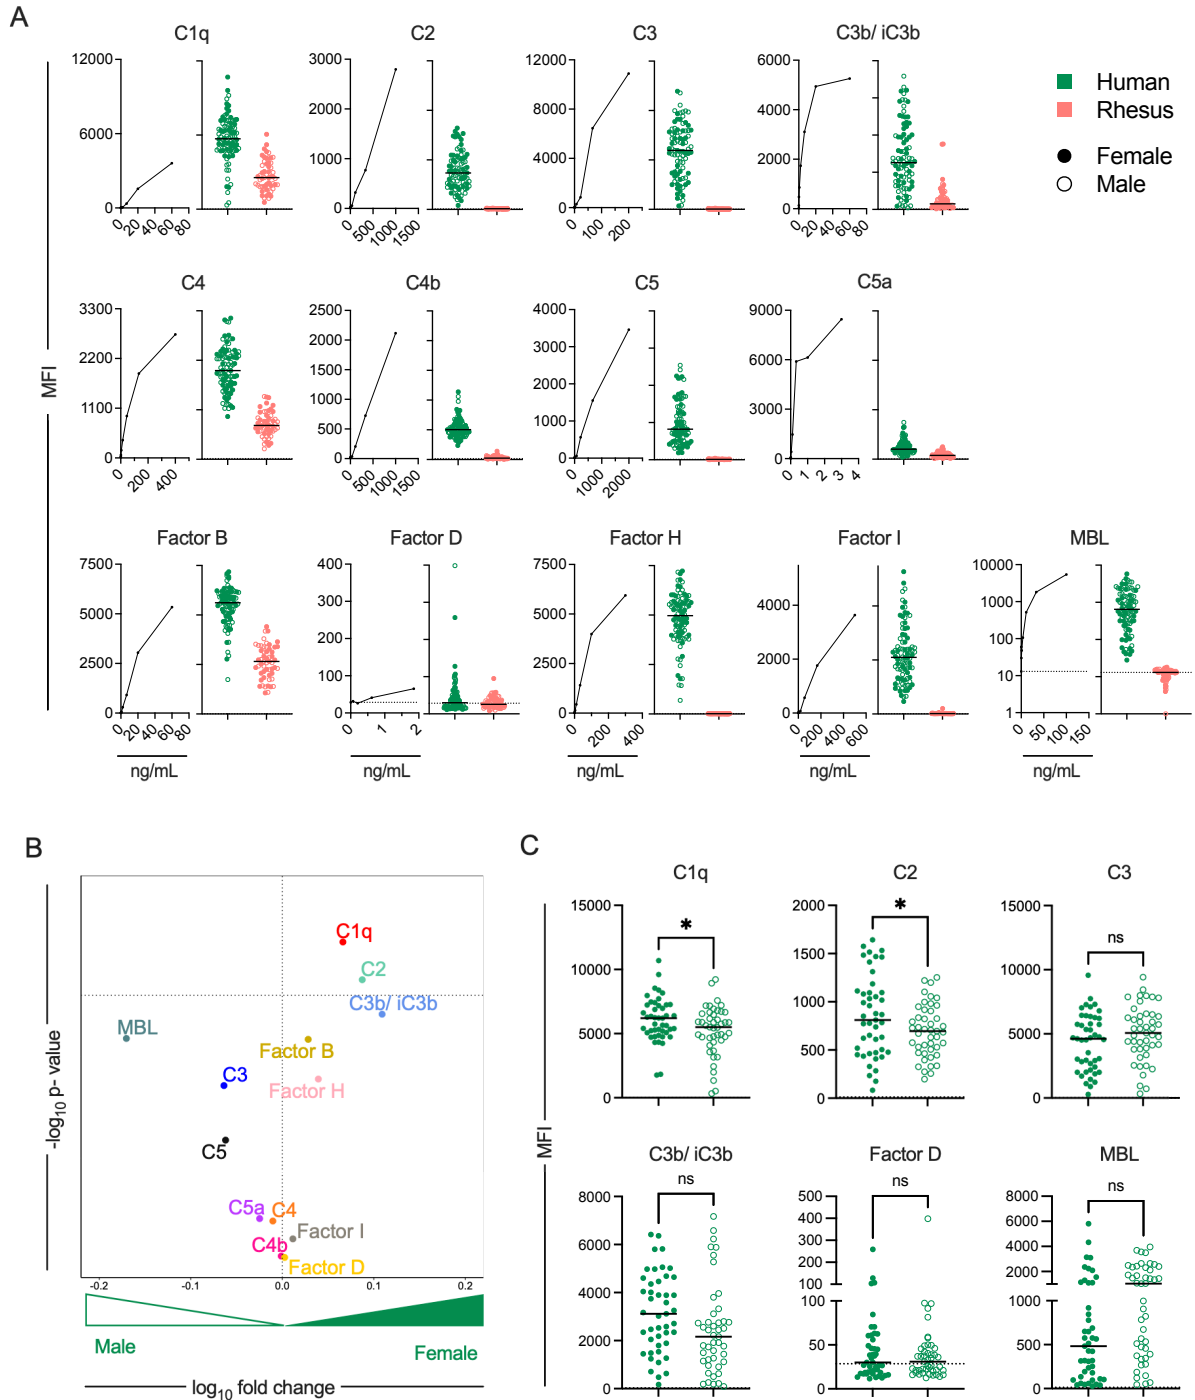 A
C1q
C2
C3
C3b/ iC3b
Human
Rhesus
Female
Male
12000
6000
0
3000
2000
1000
0
12000
8000
4000
0
6000
4000
2000
0
0 20 40 60 80
0 500 1000 1500
0 100 200
0 20 40 60 80
C4
C4b
C5
C5a
3300
2200
1100
0
2500
2000
1500
1000
500
0
4000
3000
2000
1000
0
9000
6000
3000
0
0 200 400
0 500 1000 1500
0 1000 2000
0 1 2 3 4
MFI
Factor B
Factor D
Factor H
Factor I
MBL
7500
5000
2500
0
400
300
200
100
0
7500
5000
2500
0
4000
2000
0
10000
1000
100
10
1
0 20 40 60 80
0 1 2
0 200 400
0 200 400 600
0 50 100 150
ng/mL
ng/mL
ng/mL
ng/mL
ng/mL
B
C1q
C2
C3b/ iC3b
MBL
Factor B
C3
Factor H
C5
C5a
C4
Factor I
C4b
Factor D
-log10 p- value
-0.2 -0.1 0.0 0.1 0.2
Male
Female
log10 fold change
C
C1q
C2
C3
15000
10000
5000
0
*
2000
1500
1000
500
0
*
15000
10000
5000
0
ns
MFI
C3b/ iC3b
Factor D
MBL
8000
6000
4000
2000
0
ns
500
400
300
200
100
100
50
0
ns
8000
6000
4000
2000
1000
500
0
ns